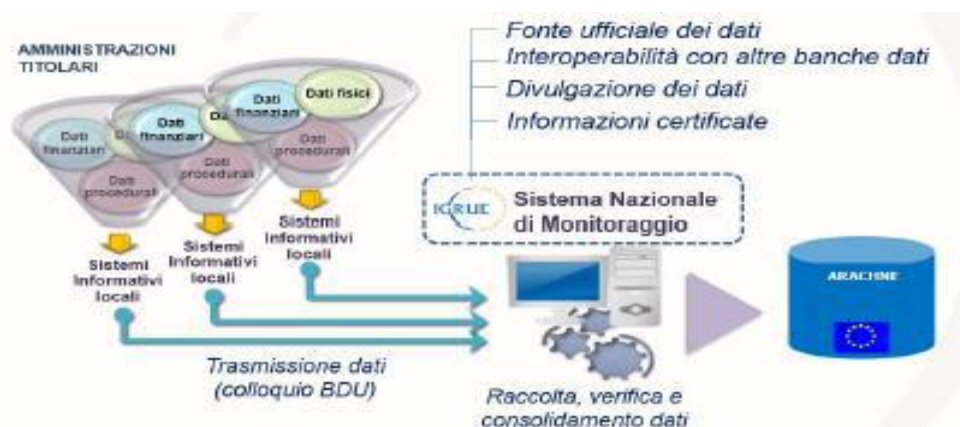 AMMINISTRAZIONI
TITOLARI
Fonte ufficiale dei dati
Interoperabilità con altre banche dati
Divulgazione dei dati
Informazioni certificate
Dati
finanziari
Dati
procedurali
Dati
finanziari
Dati
procedurali
Dati
finanziari
Dati fisici
Dati
procedurali
Sistemi
Informativi
locali
Sistemi
Informativi
locali
Sistemi
Informativi
locali
IGRUE
Sistema Nazionale
di Monitoraggio
ARACHNE
Trasmissione dati
(colloquio BDU)
Raccolta, verifica e
consolidamento dati